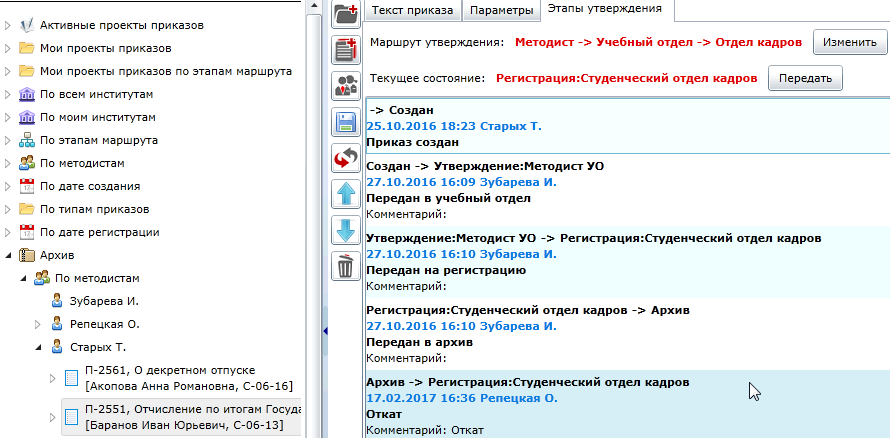 Активные проекты приказов
Мои проекты приказов
Мои проекты приказов по этапам маршрута
По всем институтам
По моим институтам
По этапам маршрута
По методистам
По дате создания
По типам приказов
По дате регистрации
Архив
По методистам
Зубарева И.
Репецкая О.
Старых Т.
П-2561, О декретном отпуске
[Акопова Анна Романовна, С-06-16]
П-2551, Отчисление по итогам Госуда
[Баранов Иван Юрьевич, С-06-13]
Текст приказа
Параметры
Этапы утверждения
Маршрут утверждения: Методист -> Учебный отдел -> Отдел кадров Изменить
Текущее состояние: Регистрация:Студенческий отдел кадров Передать
-> Создан
25.10.2016 18:23 Старых Т.
Приказ создан
Создан -> Утверждение:Методист УО
27.10.2016 16:09 Зубарева И.
Передан в учебный отдел
Комментарий:
Утверждение:Методист УО -> Регистрация:Студенческий отдел кадров
27.10.2016 16:10 Зубарева И.
Передан на регистрацию
Комментарий:
Регистрация:Студенческий отдел кадров -> Архив
27.10.2016 16:10 Зубарева И.
Передан в архив
Комментарий:
Архив -> Регистрация:Студенческий отдел кадров
17.02.2017 16:36 Репецкая О.
Откат
Комментарий: Откат